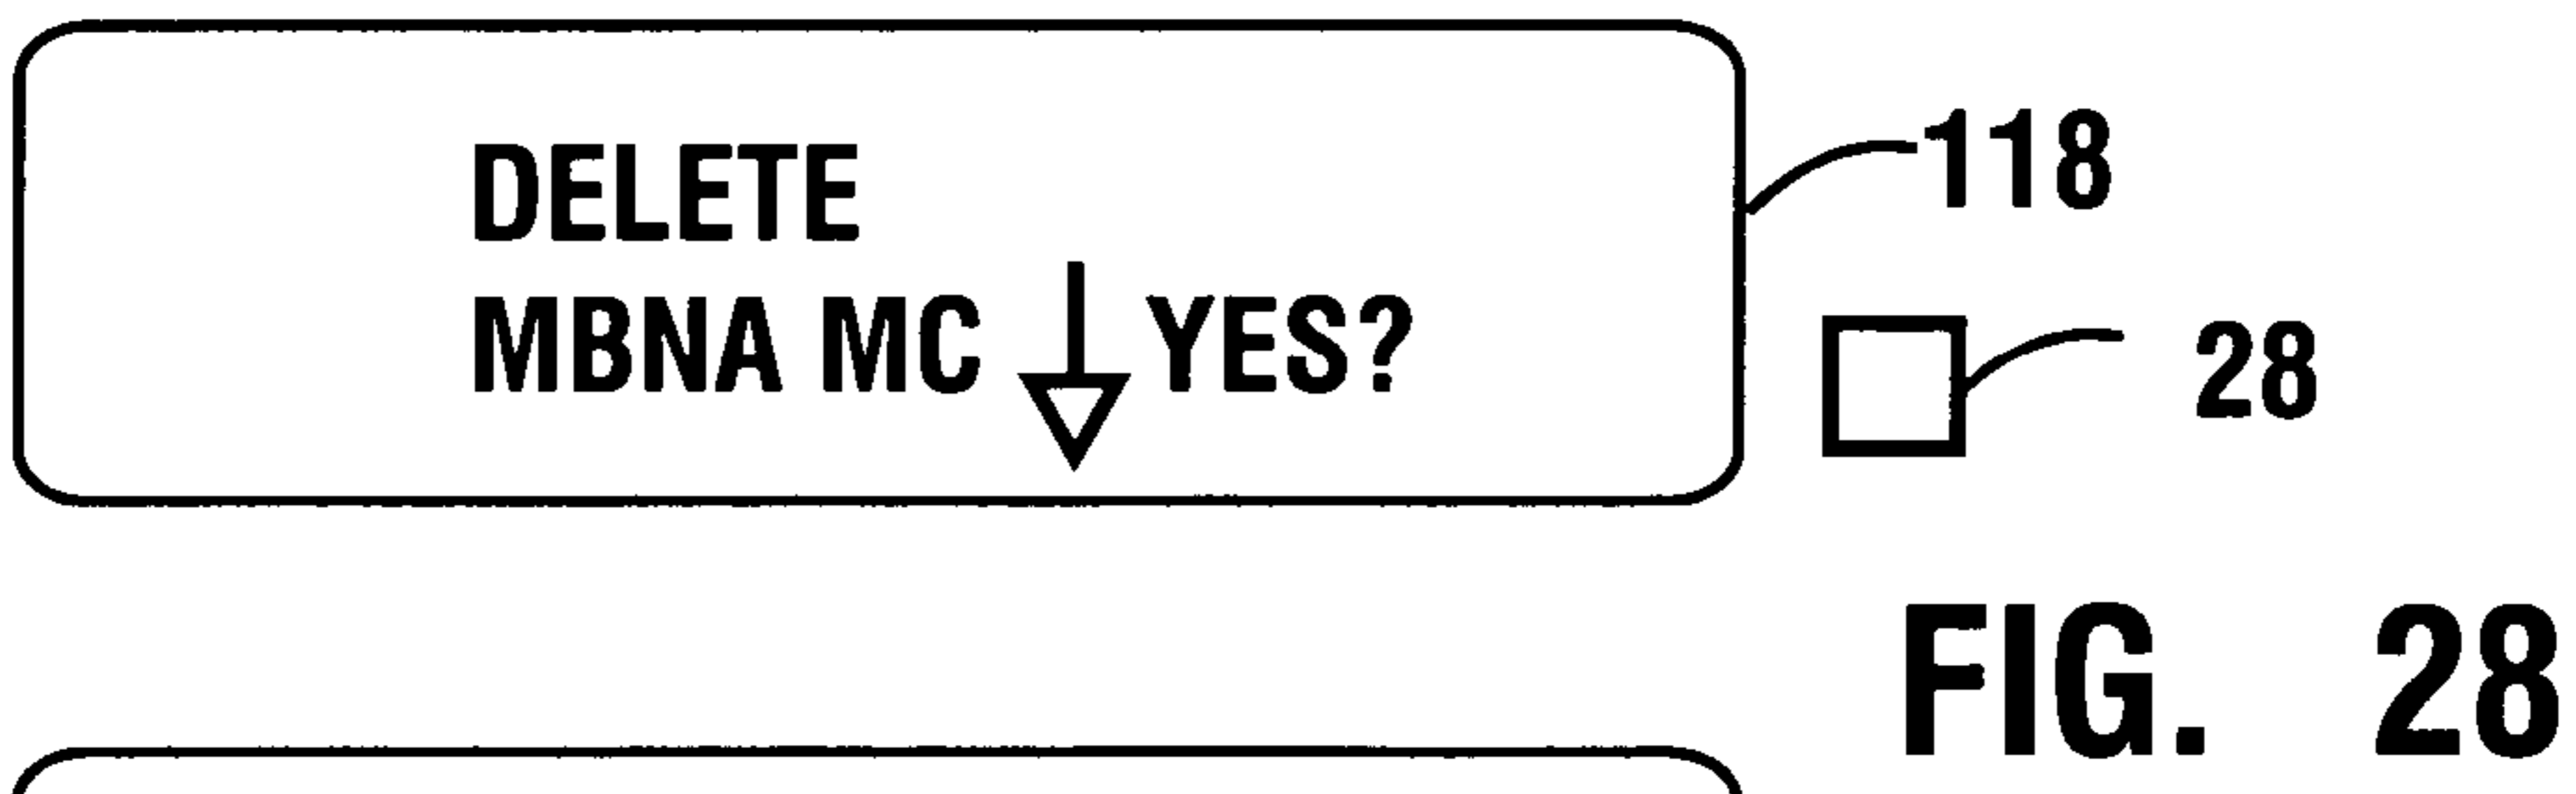 DELETE
118
MBNA MC YES?
28
FIG. 28